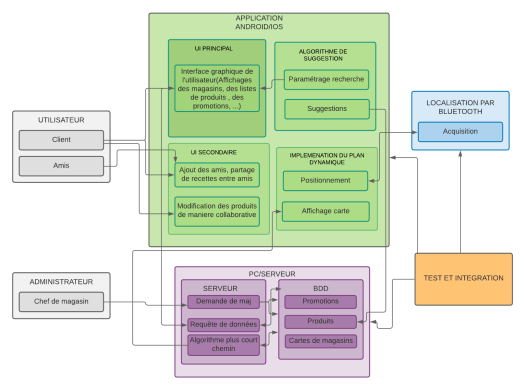 APPLICATION
ANDROID/IOS
UI PRINCIPAL
Interface graphique de
l'utilisateur(Affichages
des magasins, des listes
de produits , des
promotions, ...)
ALGORITHME DE
SUGGESTION
Paramétrage recherche
Suggestions
UTILISATEUR
Client
Amis
LOCALISATION PAR
BLUETOOTH
Acquisition
UI SECONDAIRE
Ajout des amis, partage
de recettes entre amis
Modification des produits
de maniere collaborative
IMPLEMENATION DU PLAN
DYNAMIQUE
Positionnement
Affichage carte
TEST ET INTEGRATION
ADMINISTRATEUR
Chef de magasin
PC/SERVEUR
SERVEUR
Demande de maj
Requête de données
Algorithme plus court
chemin
BDD
Promotions
Produits
Cartes de magasins